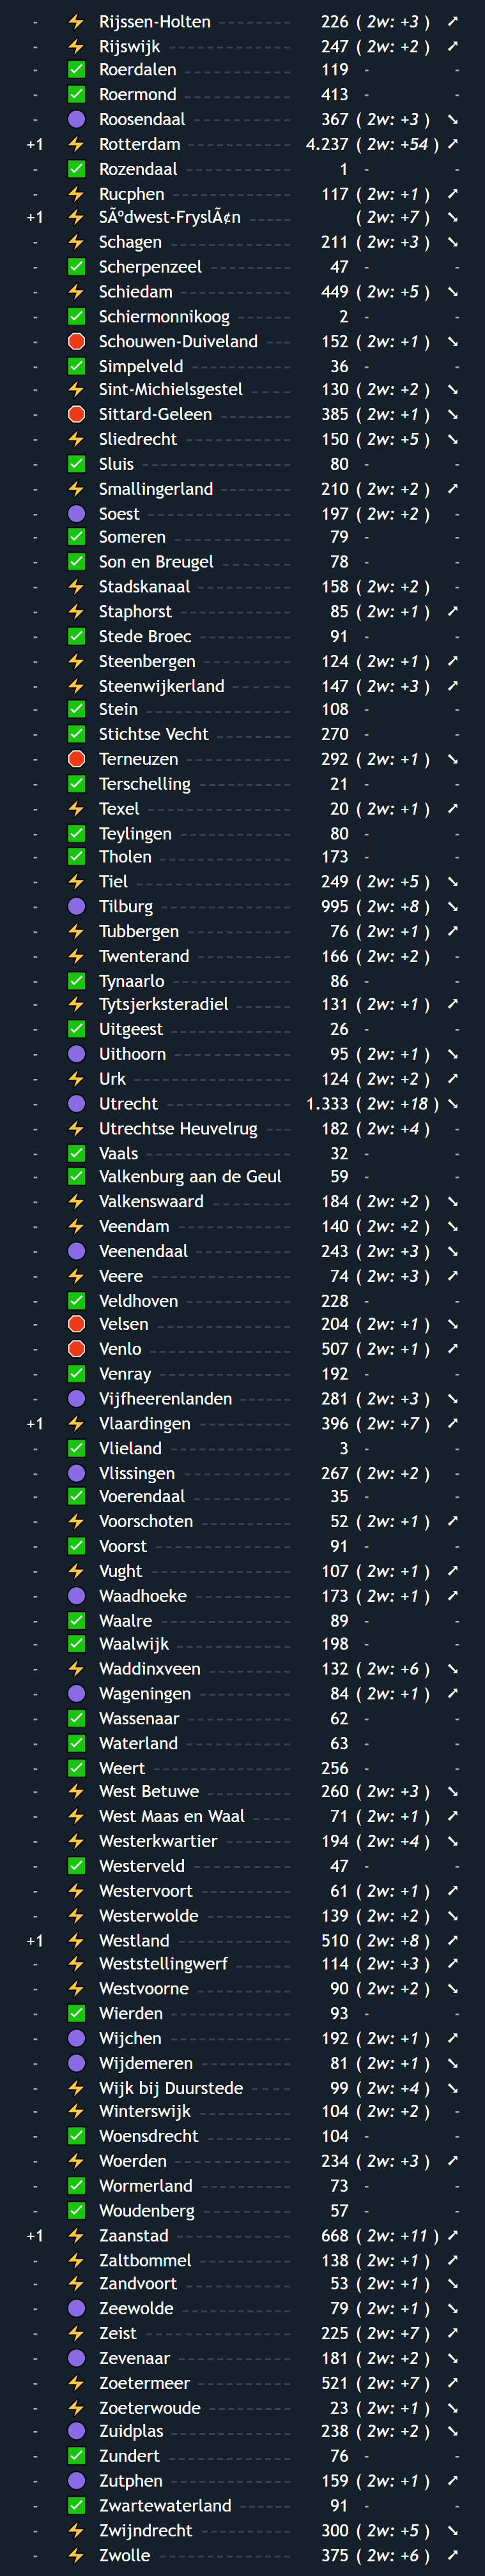 - ⚡ Rijssen-Holten 226 ( 2w: +3 ) ↗
- ⚡ Rijswijk 247 ( 2w: +2 ) ↗
- ✅ Roerdalen 119 - -
- ✅ Roermond 413 - -
- 🟣 Roosendaal 367 ( 2w: +3 ) ↘
+1 ⚡ Rotterdam 4.237 ( 2w: +54 ) ↗
- ✅ Rozendaal 1 - -
- ⚡ Rucphen 117 ( 2w: +1 ) ↗
+1 ⚡ SÃºdwest-FryslÃ¢n ( 2w: +7 ) ↘
- ⚡ Schagen 211 ( 2w: +3 ) ↘
- ✅ Scherpenzeel 47 - -
- ⚡ Schiedam 449 ( 2w: +5 ) ↘
- ✅ Schiermonnikoog 2 - -
- 🛑 Schouwen-Duiveland 152 ( 2w: +1 ) ↘
- ✅ Simpelveld 36 - -
- ⚡ Sint-Michielsgestel 130 ( 2w: +2 ) ↘
- 🛑 Sittard-Geleen 385 ( 2w: +1 ) ↘
- ⚡ Sliedrecht 150 ( 2w: +5 ) ↘
- ✅ Sluis 80 - -
- ⚡ Smallingerland 210 ( 2w: +2 ) ↗
- 🟣 Soest 197 ( 2w: +2 ) -
- ✅ Someren 79 - -
- ✅ Son en Breugel 78 - -
- ⚡ Stadskanaal 158 ( 2w: +2 ) -
- ⚡ Staphorst 85 ( 2w: +1 ) ↗
- ✅ Stede Broec 91 - -
- ⚡ Steenbergen 124 ( 2w: +1 ) ↗
- ⚡ Steenwijkerland 147 ( 2w: +3 ) ↗
- ✅ Stein 108 - -
- ✅ Stichtse Vecht 270 - -
- 🛑 Terneuzen 292 ( 2w: +1 ) ↘
- ✅ Terschelling 21 - -
- ⚡ Texel 20 ( 2w: +1 ) ↗
- ✅ Teylingen 80 - -
- ✅ Tholen 173 - -
- ⚡ Tiel 249 ( 2w: +5 ) ↘
- 🟣 Tilburg 995 ( 2w: +8 ) ↘
- ⚡ Tubbergen 76 ( 2w: +1 ) ↗
- ⚡ Twenterand 166 ( 2w: +2 ) -
- ✅ Tynaarlo 86 - -
- ⚡ Tytsjerksteradiel 131 ( 2w: +1 ) ↗
- ✅ Uitgeest 26 - -
- 🟣 Uithoorn 95 ( 2w: +1 ) ↘
- ⚡ Urk 124 ( 2w: +2 ) ↗
- 🟣 Utrecht 1.333 ( 2w: +18 ) ↘
- ⚡ Utrechtse Heuvelrug 182 ( 2w: +4 ) -
- ✅ Vaals 32 - -
- ✅ Valkenburg aan de Geul 59 - -
- ⚡ Valkenswaard 184 ( 2w: +2 ) ↘
- ⚡ Veendam 140 ( 2w: +2 ) ↘
- 🟣 Veenendaal 243 ( 2w: +3 ) ↘
- ⚡ Veere 74 ( 2w: +3 ) ↗
- ✅ Veldhoven 228 - -
- 🛑 Velsen 204 ( 2w: +1 ) ↘
- 🛑 Venlo 507 ( 2w: +1 ) ↗
- ✅ Venray 192 - -
- 🟣 Vijfheerenlanden 281 ( 2w: +3 ) ↘
+1 ⚡ Vlaardingen 396 ( 2w: +7 ) ↗
- ✅ Vlieland 3 - -
- 🟣 Vlissingen 267 ( 2w: +2 ) -
- ✅ Voerendaal 35 - -
- ⚡ Voorschoten 52 ( 2w: +1 ) ↗
- ✅ Voorst 91 - -
- ⚡ Vught 107 ( 2w: +1 ) ↗
- 🟣 Waadhoeke 173 ( 2w: +1 ) ↗
- ✅ Waalre 89 - -
- ✅ Waalwijk 198 - -
- ⚡ Waddinxveen 132 ( 2w: +6 ) ↘
- 🟣 Wageningen 84 ( 2w: +1 ) ↗
- ✅ Wassenaar 62 - -
- ✅ Waterland 63 - -
- ✅ Weert 256 - -
- ⚡ West Betuwe 260 ( 2w: +3 ) ↘
- ⚡ West Maas en Waal 71 ( 2w: +1 ) ↗
- ⚡ Westerkwartier 194 ( 2w: +4 ) ↘
- ✅ Westerveld 47 - -
- ⚡ Westervoort 61 ( 2w: +1 ) ↗
- ⚡ Westerwolde 139 ( 2w: +2 ) ↘
+1 ⚡ Westland 510 ( 2w: +8 ) ↗
- ⚡ Weststellingwerf 114 ( 2w: +3 ) ↗
- ⚡ Westvoorne 90 ( 2w: +2 ) ↘
- ✅ Wierden 93 - -
- 🟣 Wijchen 192 ( 2w: +1 ) ↗
- 🟣 Wijdemeren 81 ( 2w: +1 ) ↘
- ⚡ Wijk bij Duurstede 99 ( 2w: +4 ) ↘
- ⚡ Winterswijk 104 ( 2w: +2 ) -
- ✅ Woensdrecht 104 - -
- ⚡ Woerden 234 ( 2w: +3 ) ↗
- ✅ Wormerland 73 - -
- ✅ Woudenberg 57 - -
+1 ⚡ Zaanstad 668 ( 2w: +11 ) ↗
- ⚡ Zaltbommel 138 ( 2w: +1 ) ↗
- ⚡ Zandvoort 53 ( 2w: +1 ) ↘
- 🟣 Zeewolde 79 ( 2w: +1 ) ↘
- ⚡ Zeist 225 ( 2w: +7 ) ↗
- 🟣 Zevenaar 181 ( 2w: +2 ) ↘
- ⚡ Zoetermeer 521 ( 2w: +7 ) ↗
- ⚡ Zoeterwoude 23 ( 2w: +1 ) ↘
- 🟣 Zuidplas 238 ( 2w: +2 ) ↘
- ✅ Zundert 76 - -
- 🟣 Zutphen 159 ( 2w: +1 ) ↗
- ✅ Zwartewaterland 91 - -
- ⚡ Zwijndrecht 300 ( 2w: +5 ) ↘
- ⚡ Zwolle 375 ( 2w: +6 ) ↗